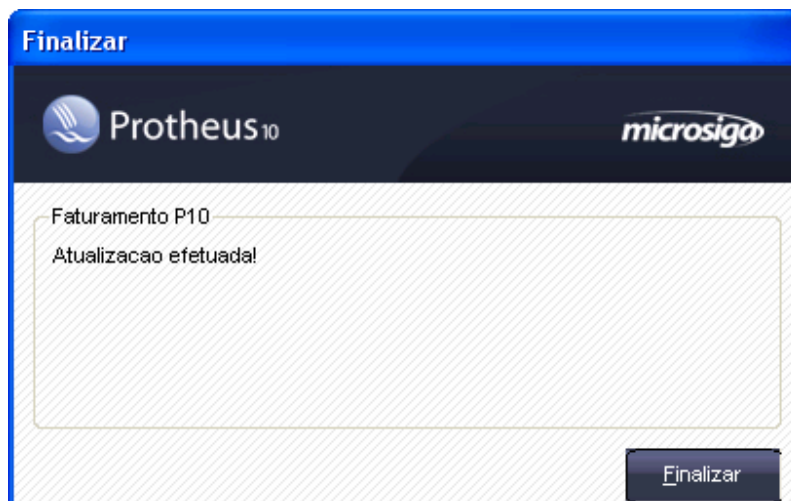 Finalizar
Protheus10
microsiga
Faturamento P10
Atualizacao efetuada!
Finalizar